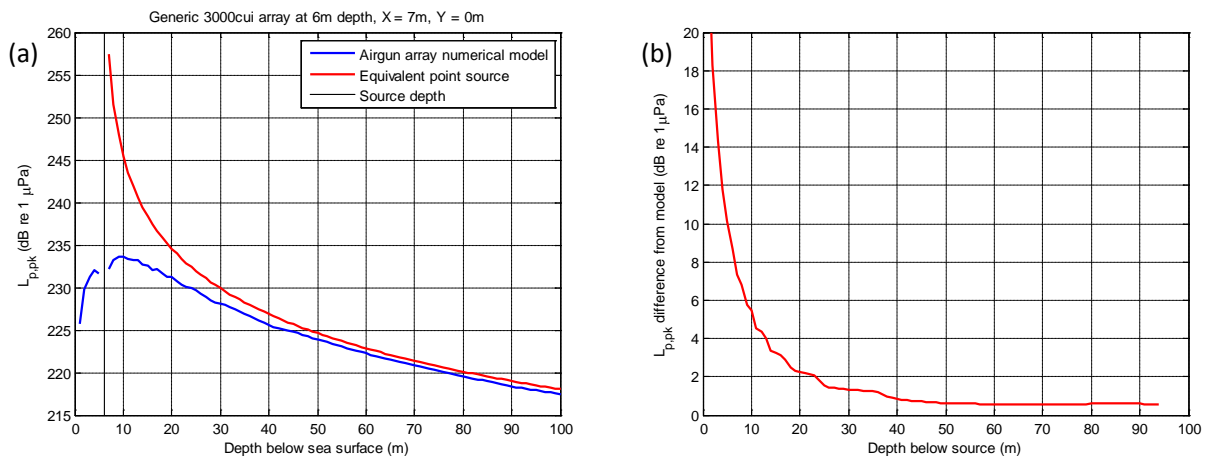 Generic 3000cui array at 6m depth, X = 7m, Y = 0m
(a)
260
255
250
245
240
235
230
225
220
215
L_{p,pk} (dB re 1 μPa)
Airgun array numerical model
Equivalent point source
Source depth
0 10 20 30 40 50 60 70 80 90 100
Depth below sea surface (m)
(b)
20
18
16
14
12
10
8
6
4
2
0
L_{p,pk} difference from model (dB re 1 μPa)
0 10 20 30 40 50 60 70 80 90 100
Depth below source (m)